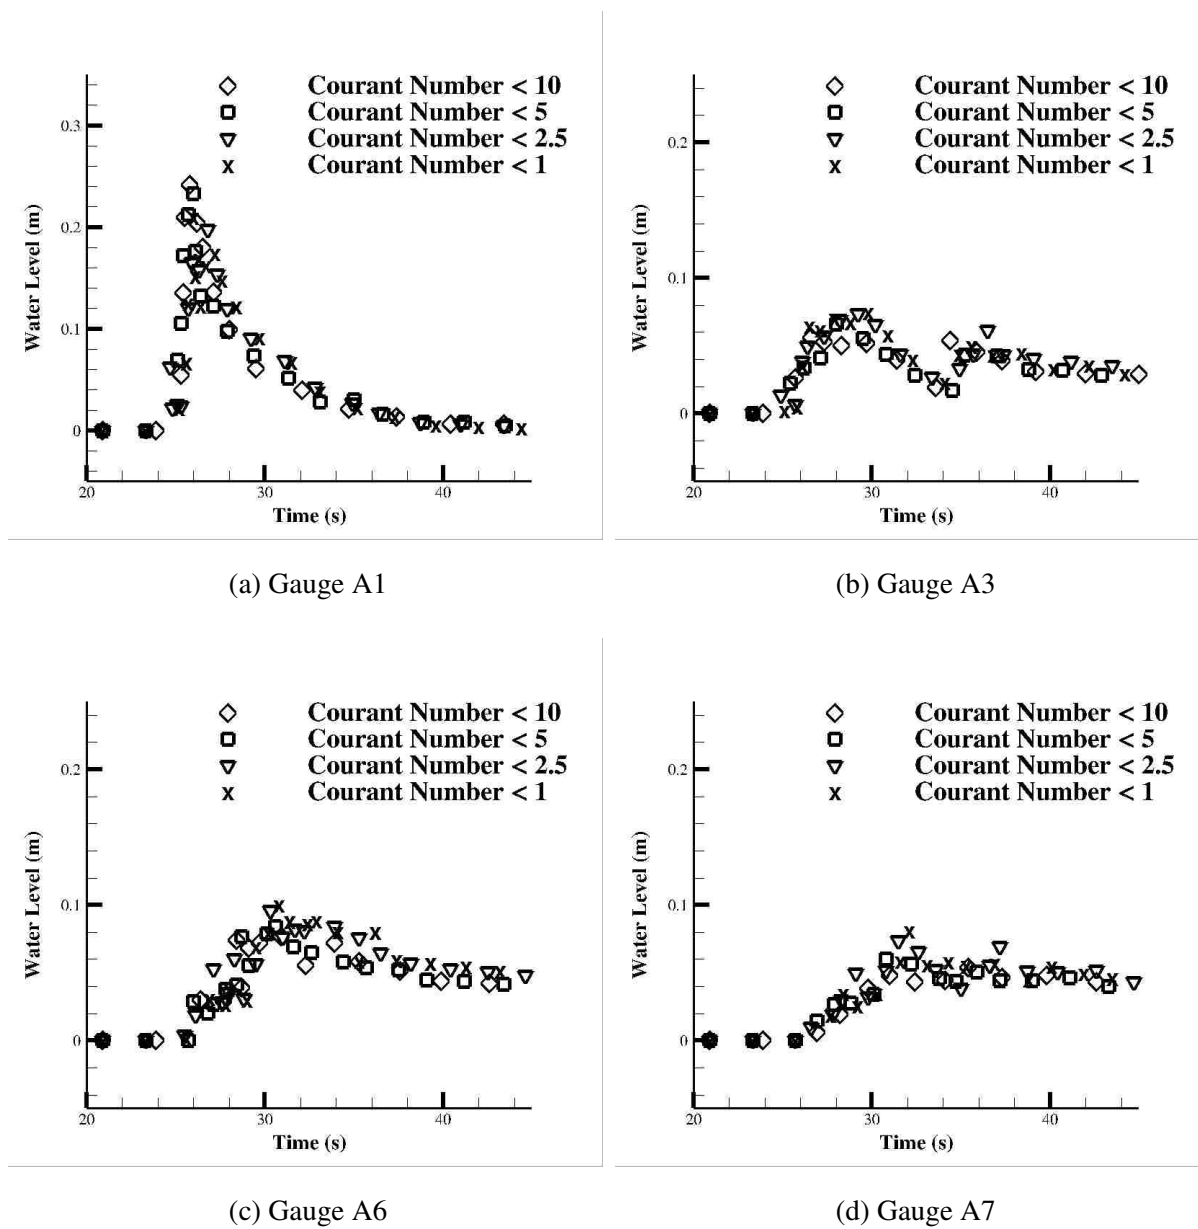 Courant Number < 10
Courant Number < 5
Courant Number < 2.5
Courant Number < 1
Water Level (m)
0.3
0.2
0.1
0
20
30
40
Time (s)
(a) Gauge A1
Courant Number < 10
Courant Number < 5
Courant Number < 2.5
Courant Number < 1
Water Level (m)
0.2
0.1
0
20
30
40
Time (s)
(b) Gauge A3
Courant Number < 10
Courant Number < 5
Courant Number < 2.5
Courant Number < 1
Water Level (m)
0.2
0.1
0
20
30
40
Time (s)
(c) Gauge A6
Courant Number < 10
Courant Number < 5
Courant Number < 2.5
Courant Number < 1
Water Level (m)
0.2
0.1
0
20
30
40
Time (s)
(d) Gauge A7